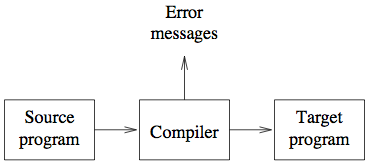 Error
messages
Source
program
Compiler
Target
program